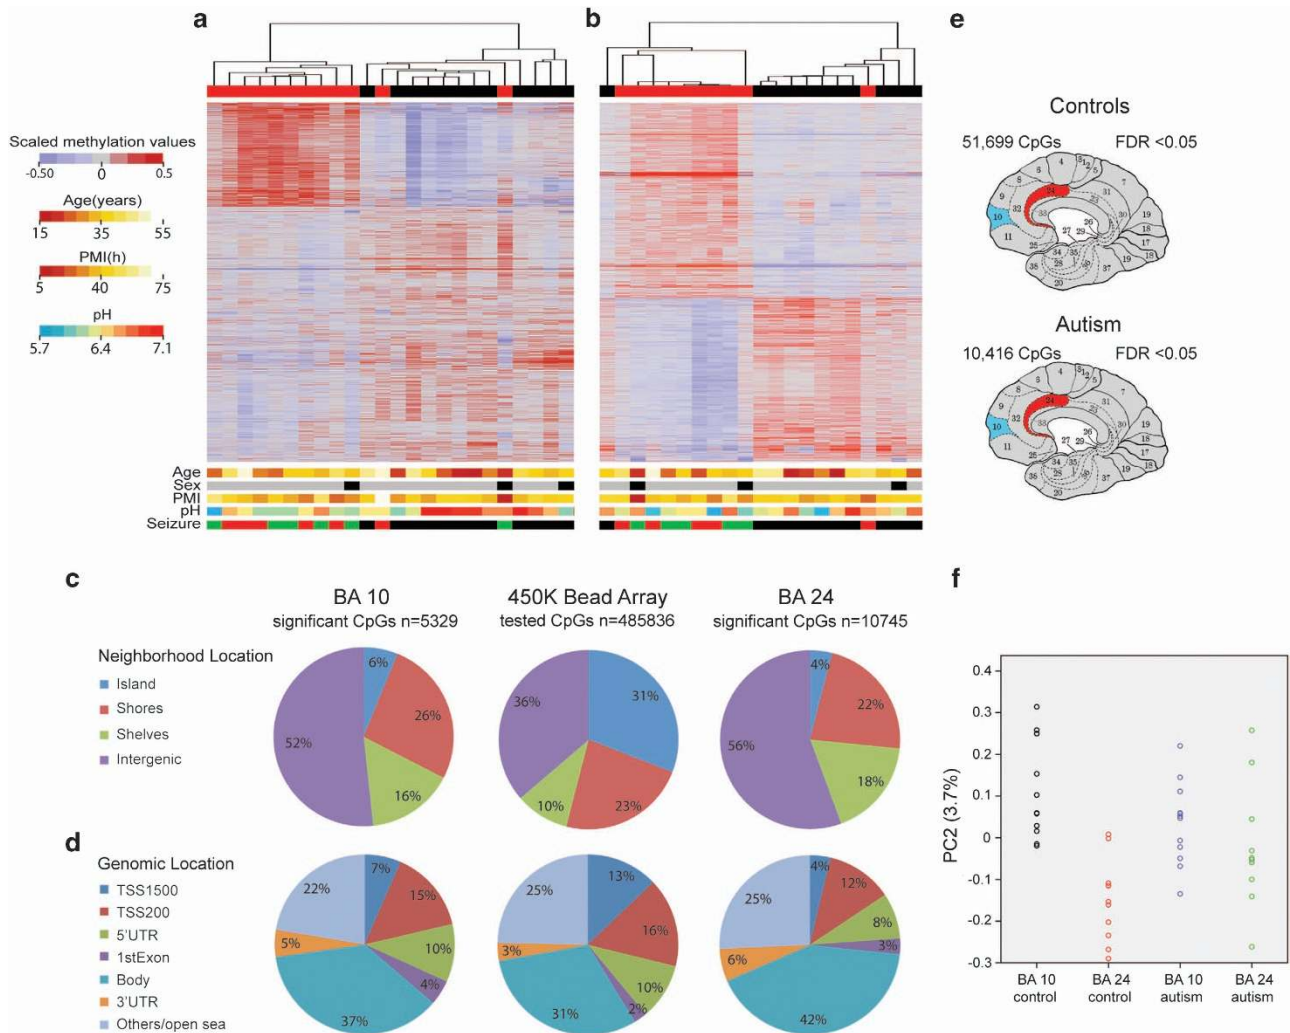 a
b
e
Scaled methylation values
-0.50 0 0.5
Age(years)
15 35 55
PMI(h)
5 40 75
pH
5.7 6.4 7.1
Age
Sex
PMI
pH
Seizure
Controls
51,699 CpGs FDR <0.05
Autism
10,416 CpGs FDR <0.05
c
BA 10
significant CpGs n=5329
450K Bead Array
tested CpGs n=485836
BA 24
significant CpGs n=10745
Neighborhood Location
Island
Shores
Shelves
Intergenic
6%
26%
16%
52%
31%
23%
10%
36%
4%
22%
18%
56%
d
Genomic Location
TSS1500
TSS200
5'UTR
1stExon
Body
3'UTR
Others/open sea
7%
15%
10%
4%
37%
5%
22%
13%
16%
10%
2%
31%
3%
25%
4%
12%
8%
3%
42%
6%
25%
f
PC2 (3.7%)
0.4
0.3
0.2
0.1
0
-0.1
-0.2
-0.3
BA 10 BA 24 BA 10 BA 24
control control autism autism